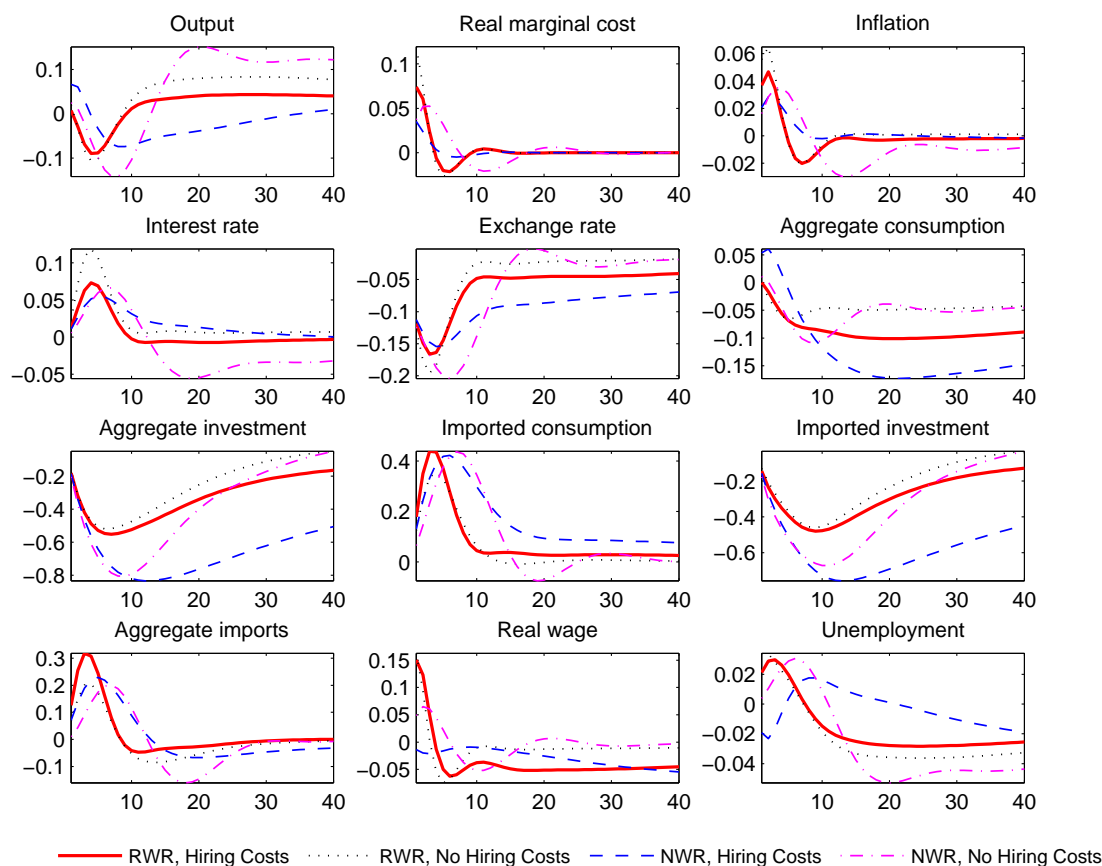 Output
Real marginal cost
Inflation
0.1
0
−0.1
10 20 30 40
0.1
0.05
0
10 20 30 40
0.06
0.04
0.02
0
−0.02
10 20 30 40
Interest rate
Exchange rate
Aggregate consumption
0.1
0.05
0
−0.05
10 20 30 40
−0.05
−0.1
−0.15
−0.2
10 20 30 40
0.05
0
−0.05
−0.1
−0.15
10 20 30 40
Aggregate investment
Imported consumption
Imported investment
−0.2
−0.4
−0.6
−0.8
10 20 30 40
0.4
0.2
0
10 20 30 40
−0.2
−0.4
−0.6
10 20 30 40
Aggregate imports
Real wage
Unemployment
0.3
0.2
0.1
0
−0.1
10 20 30 40
0.15
0.1
0.05
0
−0.05
10 20 30 40
0.02
0
−0.02
−0.04
10 20 30 40
RWR, Hiring Costs RWR, No Hiring Costs NWR, Hiring Costs NWR, No Hiring Costs